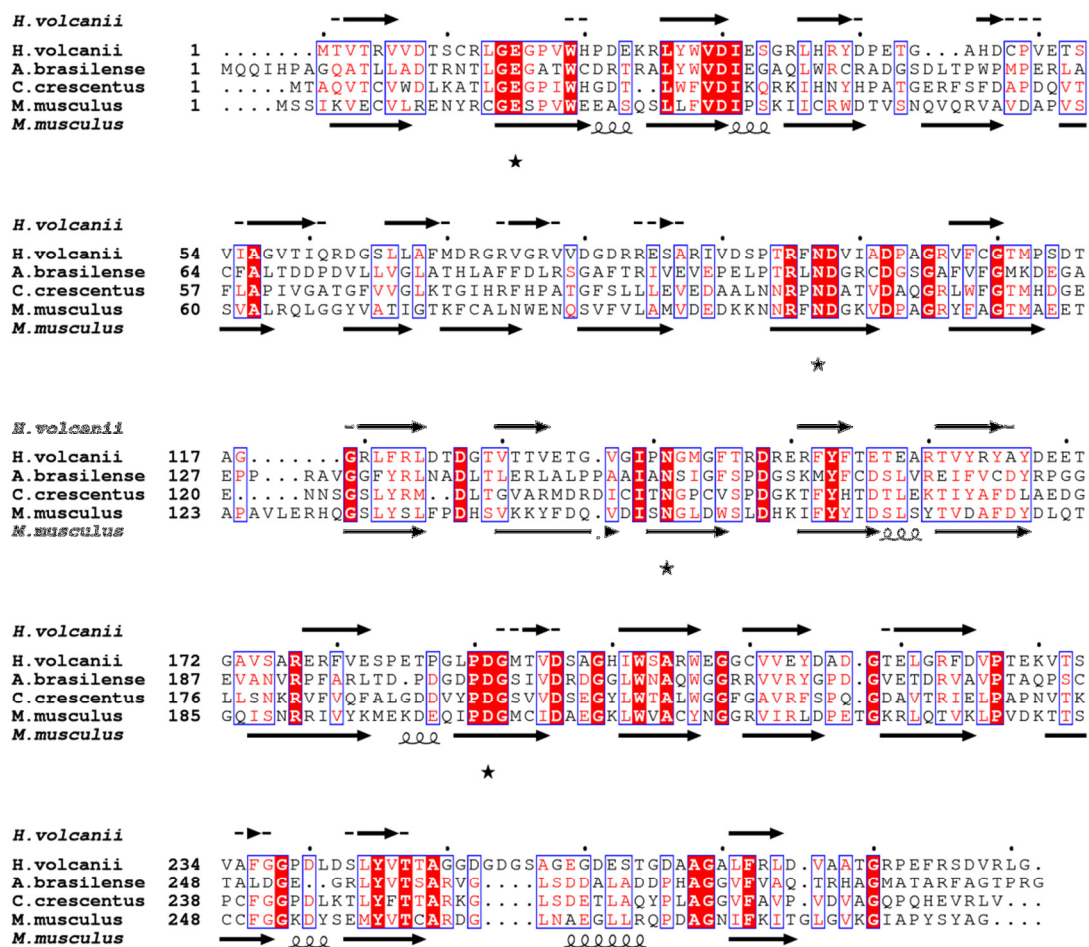 H.volcanii
H.volcanii 1 .......MTVTRVVDTSCRLGEGPVWHPDEKRLYWVDIESGRLHRYDPETG...AHDCPVETS
A.brasilense 1 MQQIHPAGQATLLADTRNTLGEGATWCDRTRALYWVDIEGAQLWRCRADGSDLTPWPMPERLA
C.crescentus 1 .....MTAQVTCVWDLKATLGEGPIWHGDTLWFVDIKQRKIHNYHPATGERFSFDAPDQVT
M.musculus 1 ....MSSIKVECVLRENYRCGESPVWEEASQSLLFVDIPSKIICRWDTVSNQVQRVAVDAPVS
M.musculus
H.volcanii
H.volcanii 54 VIAGVTIQRDGSLLAFMDRGRVGRVVDGDRRESARIVDSPTRFNDVIADPAGRVFCGTMPSDT
A.brasilense 64 CFALTDDPDVLLVGLATHLAFFDLRSGAFTRIVEVEPELPTRLNDGRCDGSGAFVFGMKDEGA
C.crescentus 57 FLAPIVGATGFVVGLKTGIHRFHPATGFSLLLEVEDAALNNRPNDATVDAQGRLWFGTMHDGE
M.musculus 60 SVALRQLGGYVATIGTKFCALNWENQSVFVLAMVDEDKKNNRFNDGKVDPAGRYFAGTMAEET
M.musculus
H.volcanii
H.volcanii 117 AG.......GRLFRLDTDGTVTTVETG.VGIPNGMGFTRDRERFYFTETEARTVYRYAYDEET
A.brasilense 127 EPP..RAVGGFYRLNADLTLERLALPPAAIANSIGFSPDGSKMYFCDSLVREIFVCDYRPGG
C.crescentus 120 E....NNSGSLYRM..DLTGVARMDRDICITNGPCVSPDGKTFYHTDTLEKTIYAFDLAEDG
M.musculus 123 APAVLERHQGSLYSLFPDHSVKKYFDQ.VDISNGLDWSLDHKIFYYIDSLSYTVDAFDYDLQT
M.musculus
H.volcanii
H.volcanii 172 GAVSARERFVESPETPGLPDGMTVDSAGHIWSARWEGGCVVEYDAD.GTELGRFDVPTEKVTS
A.brasilense 187 EVANVRPFARLTD.PDGDPDGSIVDRDGGLWNAQWGGRRVVRYGPD.GVETDRVAVPTAQPSC
C.crescentus 176 LLSNKRVFVQFALGDDVYPDGSVVDSEGYLWTALWGGFGAVRFSPQ.GDAVTRIELPAPNVTK
M.musculus 185 GQISNRRIVYKMEKDEQIPDGMCIDAEGKLWVACYNGGRVIRLDPETGKRLQTVKLPVDKTTS
M.musculus
H.volcanii
H.volcanii 234 VAFGGPDLDSLYVTTAGGDGDGSAGEGDESTGDAAGALFRLD.VAATGRPEFRSDVRLG.
A.brasilense 248 TALDGE..GRLYVTSARVG....LSDDALADDPHAGGVFVAQ.TRHAGMATARFAGTPRG
C.crescentus 238 PCFGGPDLKTLYFTTARKG....LSDETLAQYPLAGGVFAVP.VDVAGQPQHEVRLV...
M.musculus 248 CCFGGKDYSEMYVTCARDG....LNAEGLLRQPDAGNIFKITGLGVKGIAPYSYAG....
M.musculus